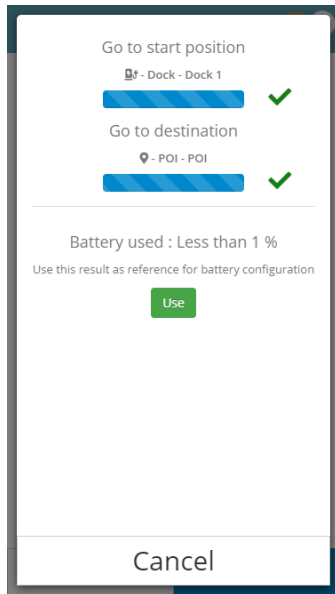 Go to start position
- Dock - Dock 1
Go to destination
- POI - POI
Battery used : Less than 1 %
Use this result as reference for battery configuration
Use
Cancel